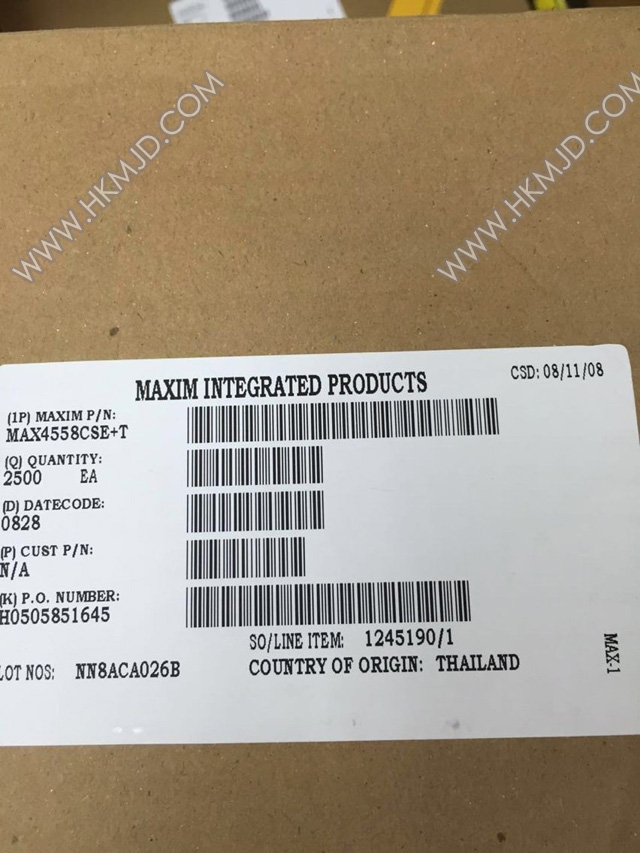 WWW.HKMJD.COM
WWW.HKMJD.COM
MAXIM INTEGRATED PRODUCTS
CSD: 08/11/08
(1P) MAXIM P/N:
MAX4558CSE+T
(Q) QUANTITY:
2500 EA
(D) DATECODE:
0828
(P) CUST P/N:
N/A
(K) P.O. NUMBER:
H0505851645
SO/LINE ITEM: 1245190/1
LOT NOS: NN8ACA026B
COUNTRY OF ORIGIN: THAILAND
MAX-1